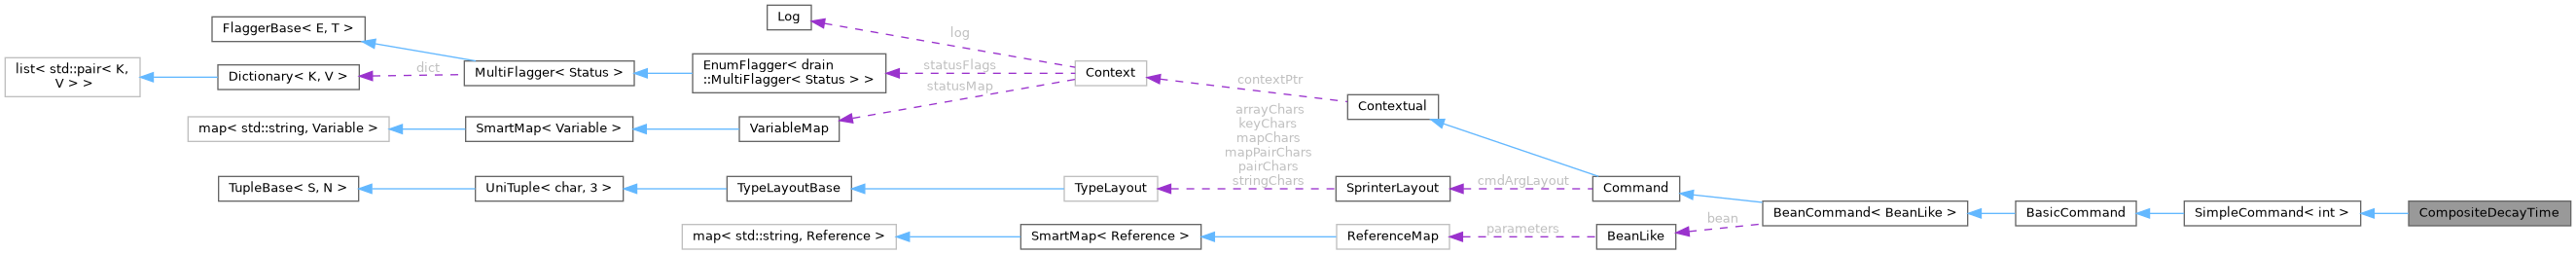 Log
FlaggerBase< E, T >
log
list< std::pair< K,
V > >
Dictionary< K, V >
dict
MultiFlagger< Status >
EnumFlagger< drain
::MultiFlagger< Status > >
statusFlags
Context
statusMap
contextPtr
Contextual
map< std::string, Variable >
SmartMap< Variable >
VariableMap
arrayChars
keyChars
mapChars
mapPairChars
pairChars
stringChars
TupleBase< S, N >
UniTuple< char, 3 >
TypeLayoutBase
TypeLayout
SprinterLayout
cmdArgLayout
Command
map< std::string, Reference >
SmartMap< Reference >
ReferenceMap
parameters
BeanLike
bean
BeanCommand< BeanLike >
BasicCommand
SimpleCommand< int >
CompositeDecayTime